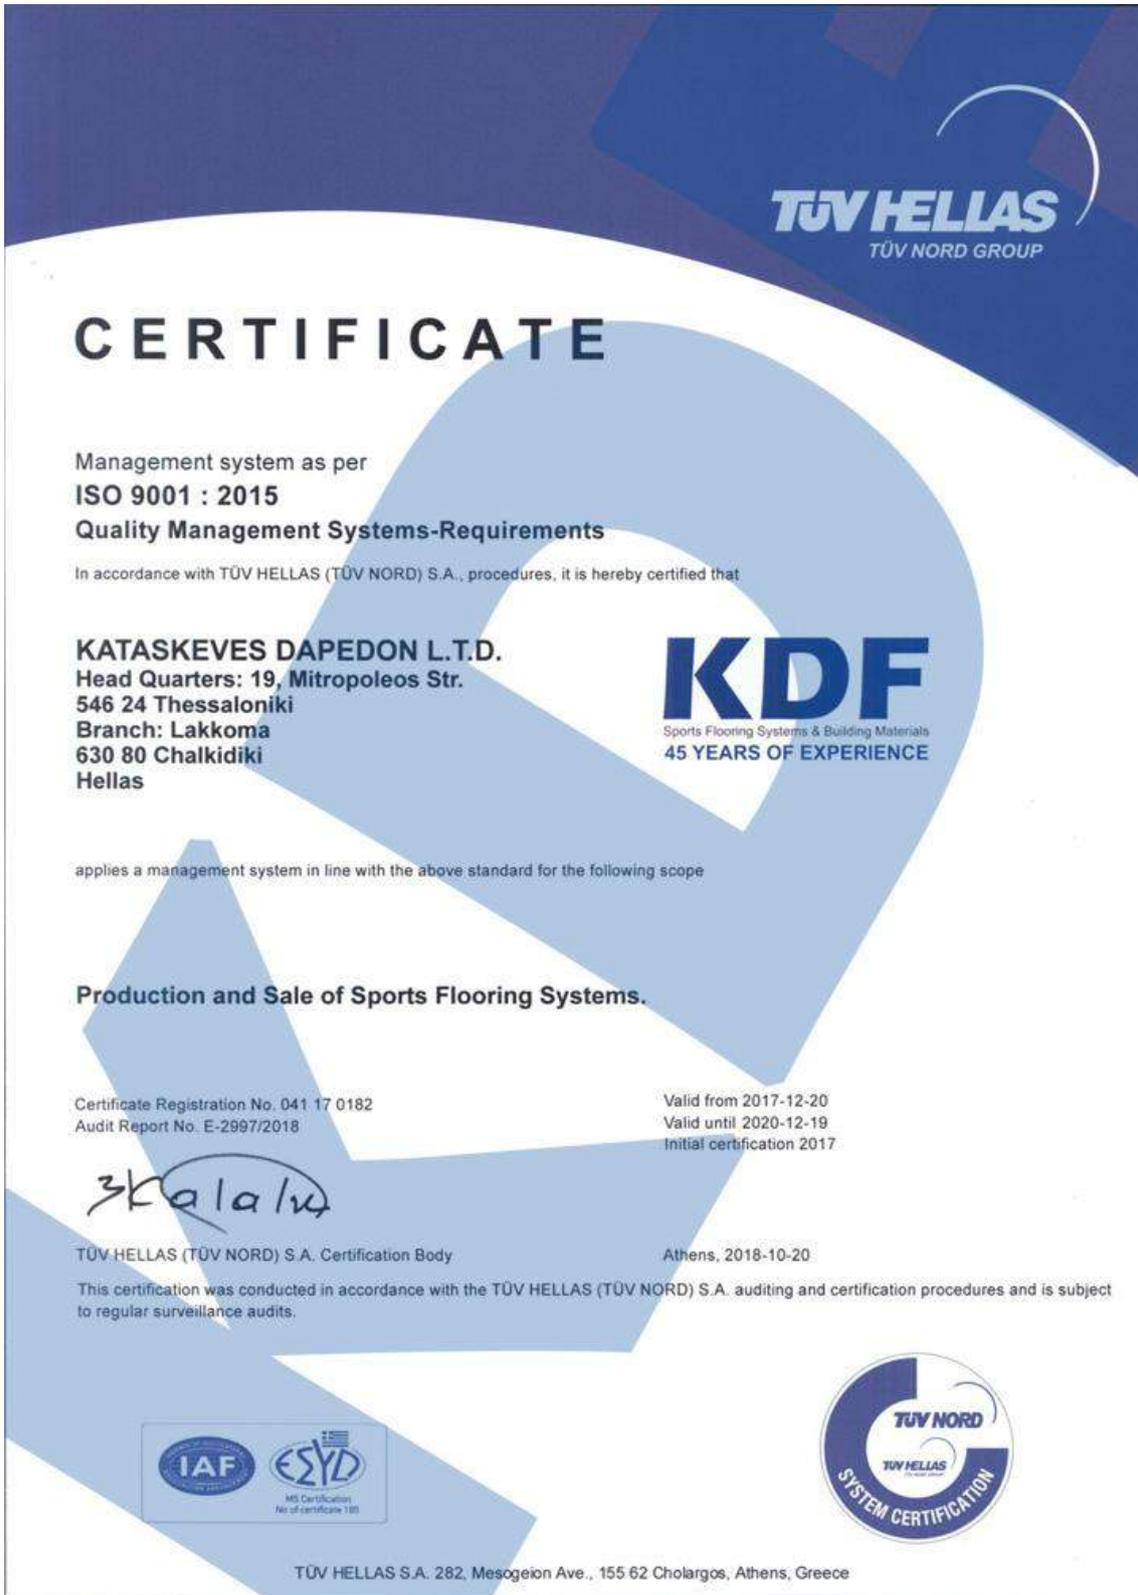 TÜV HELLAS
TÜV NORD GROUP
CERTIFICATE
Management system as per
ISO 9001 : 2015
Quality Management Systems-Requirements
In accordance with TÜV HELLAS (TÜV NORD) S.A., procedures, it is hereby certified that
KATASKEVES DAPEDON L.T.D.
Head Quarters: 19, Mitropoleos Str.
546 24 Thessaloniki
Branch: Lakkoma
630 80 Chalkidiki
Hellas
KDF
Sports Flooring Systems & Building Materials
45 YEARS OF EXPERIENCE
applies a management system in line with the above standard for the following scope
Production and Sale of Sports Flooring Systems.
Certificate Registration No. 041 17 0182
Audit Report No. E-2997/2018
Valid from 2017-12-20
Valid until 2020-12-19
Initial certification 2017
TÜV HELLAS (TÜV NORD) S.A. Certification Body
Athens, 2018-10-20
This certification was conducted in accordance with the TÜV HELLAS (TÜV NORD) S.A. auditing and certification procedures and is subject
to regular surveillance audits.
IAF
ΕΣΥD
MS Certification
No of certificate 185
TÜV NORD
TÜV HELLAS
SYSTEM CERTIFICATION
TÜV HELLAS S.A. 282, Mesogeion Ave., 155 62 Cholargos, Athens, Greece